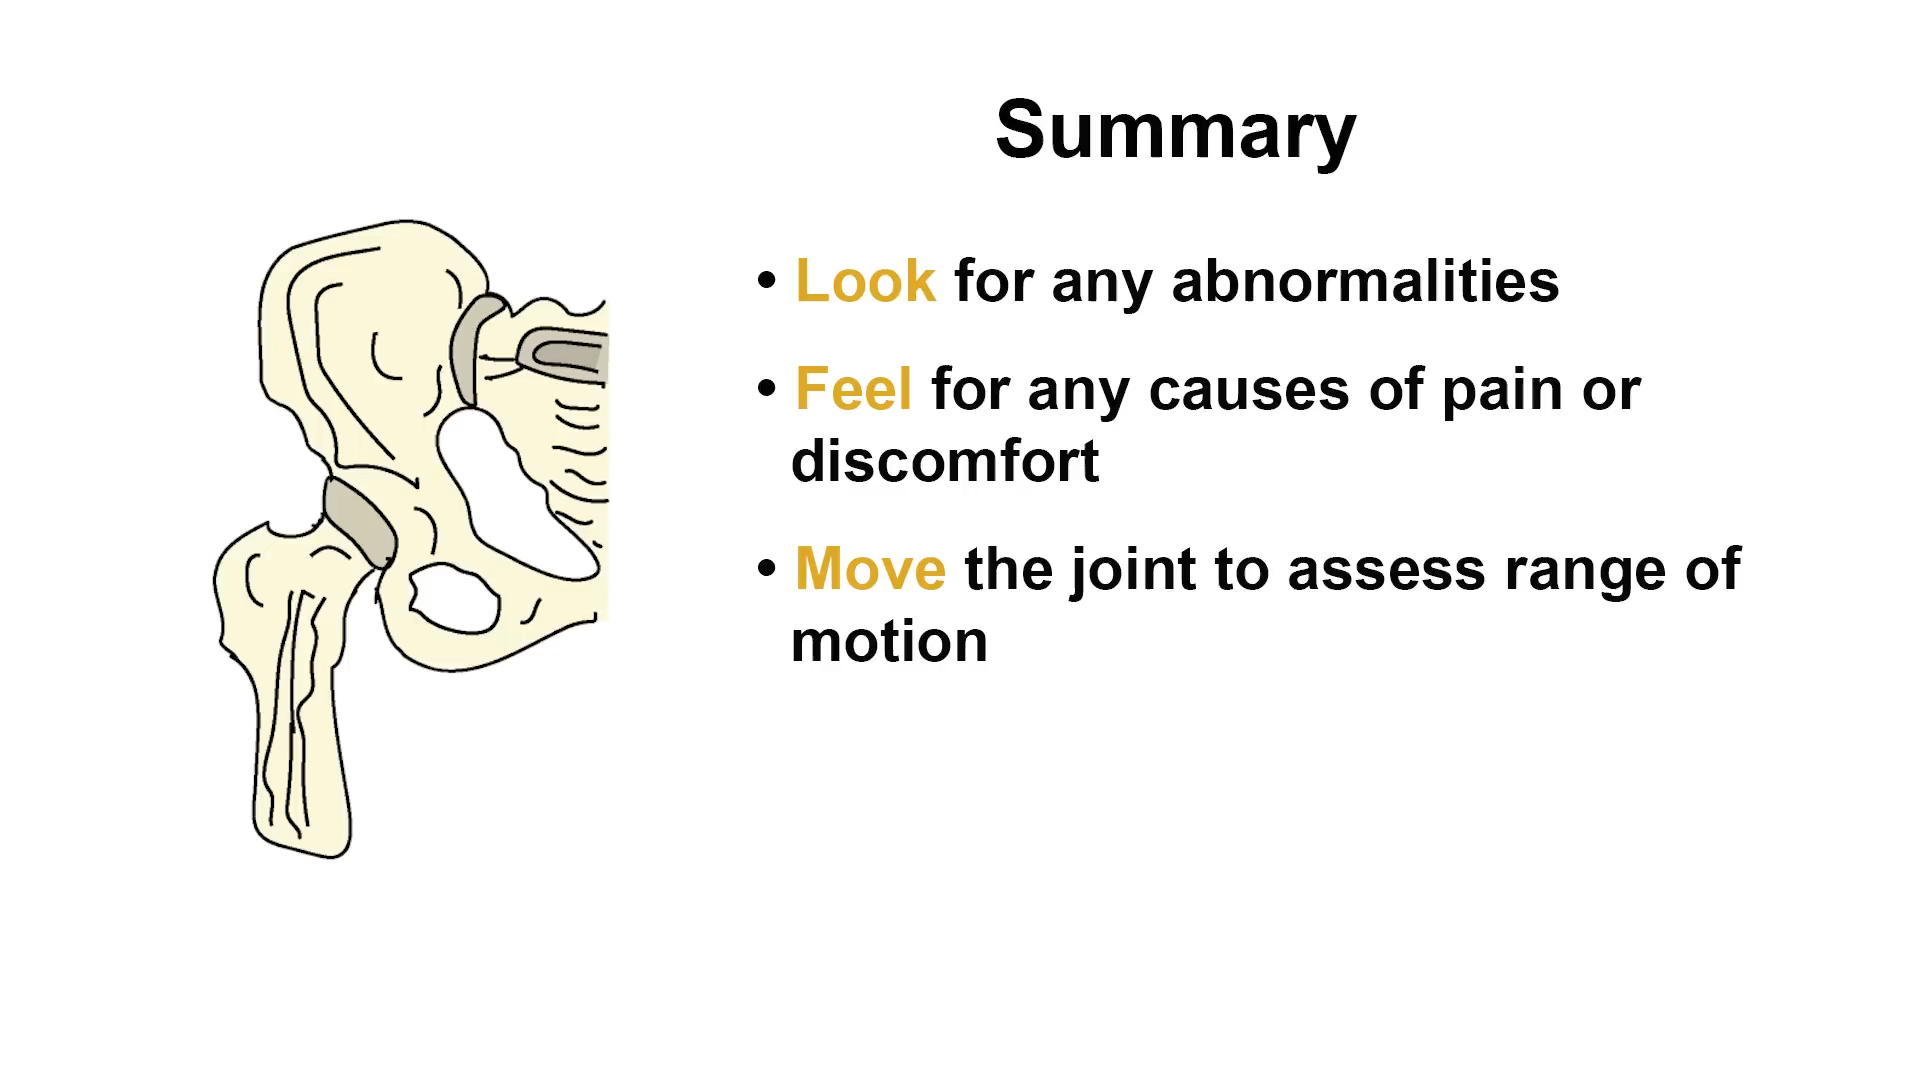 Summary
• Look for any abnormalities
• Feel for any causes of pain or
discomfort
• Move the joint to assess range of
motion